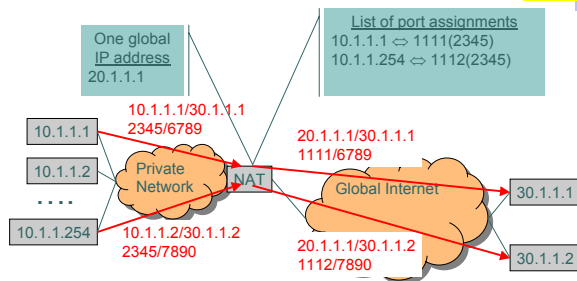 One global
IP address
20.1.1.1
List of port assignments
10.1.1.1 ⇔ 1111(2345)
10.1.1.254 ⇔ 1112(2345)
10.1.1.1/30.1.1.1
2345/6789
10.1.1.1
10.1.1.2
....
10.1.1.254
Private
Network
NAT
10.1.1.2/30.1.1.2
2345/7890
20.1.1.1/30.1.1.1
1111/6789
Global Internet
20.1.1.1/30.1.1.2
1112/7890
30.1.1.1
30.1.1.2